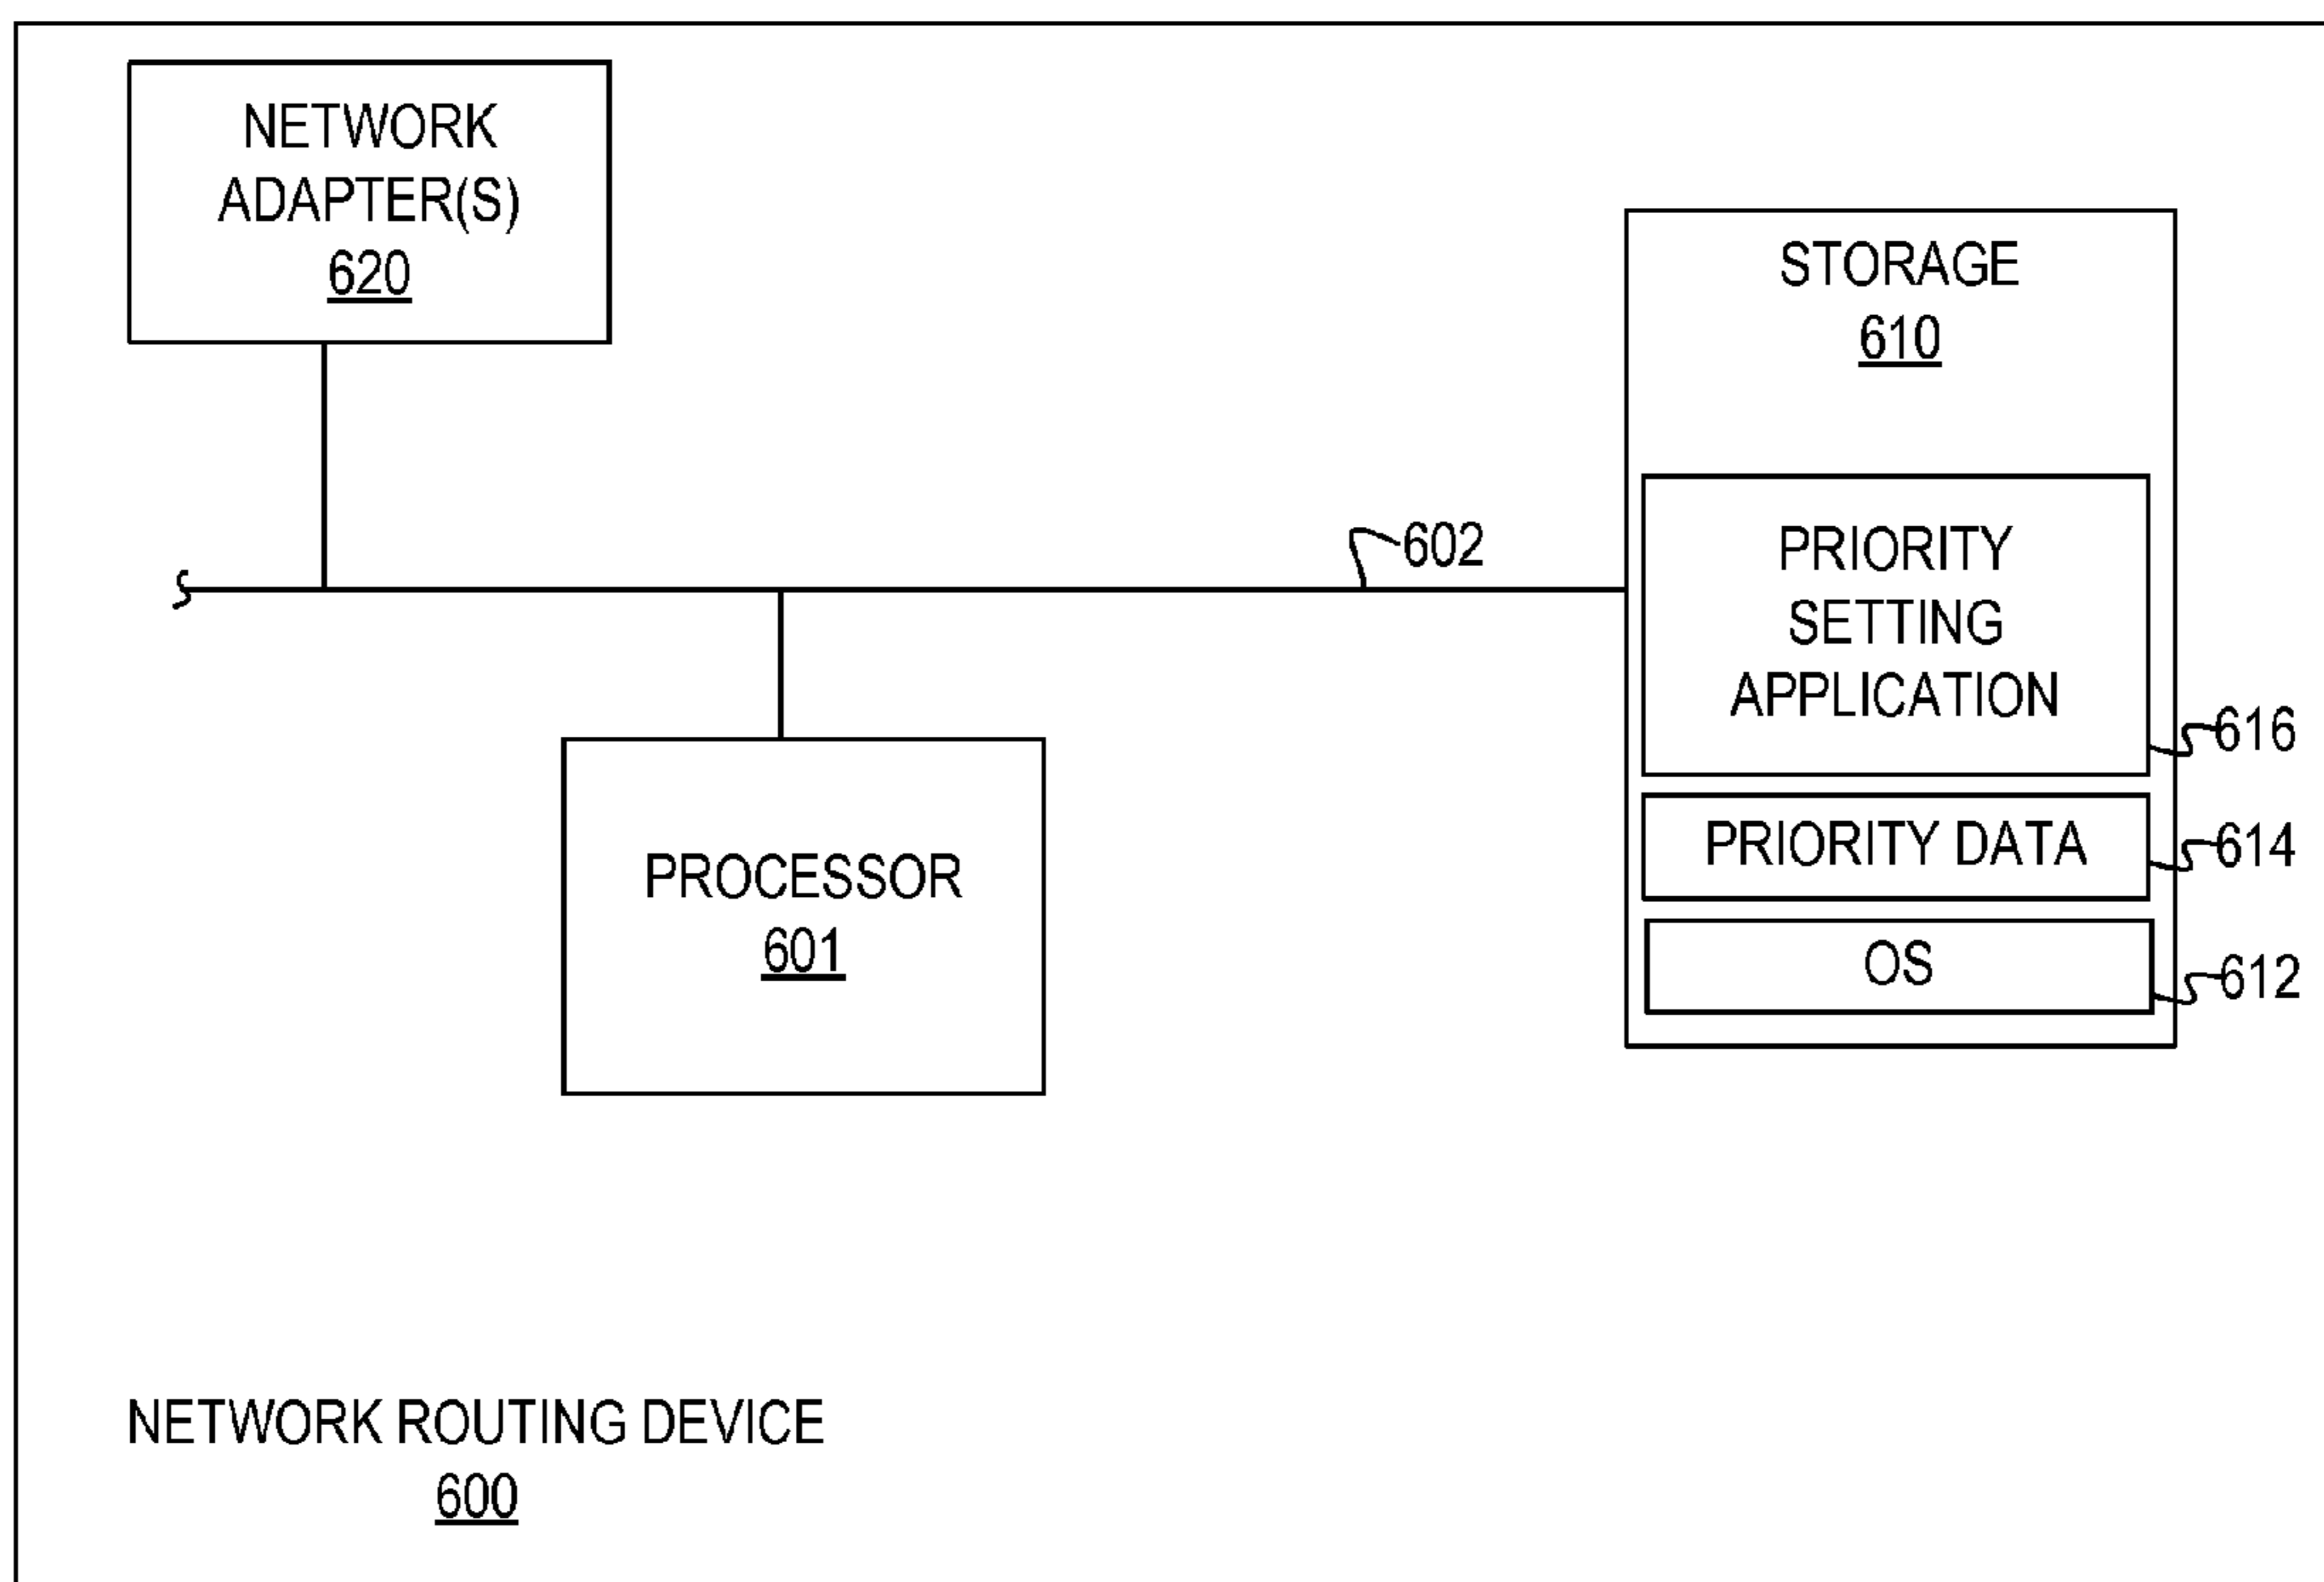 NETWORK
ADAPTER(S)
620
STORAGE
610
602
PRIORITY
SETTING
APPLICATION
616
PRIORITY DATA
614
OS
612
PROCESSOR
601
NETWORK ROUTING DEVICE
600